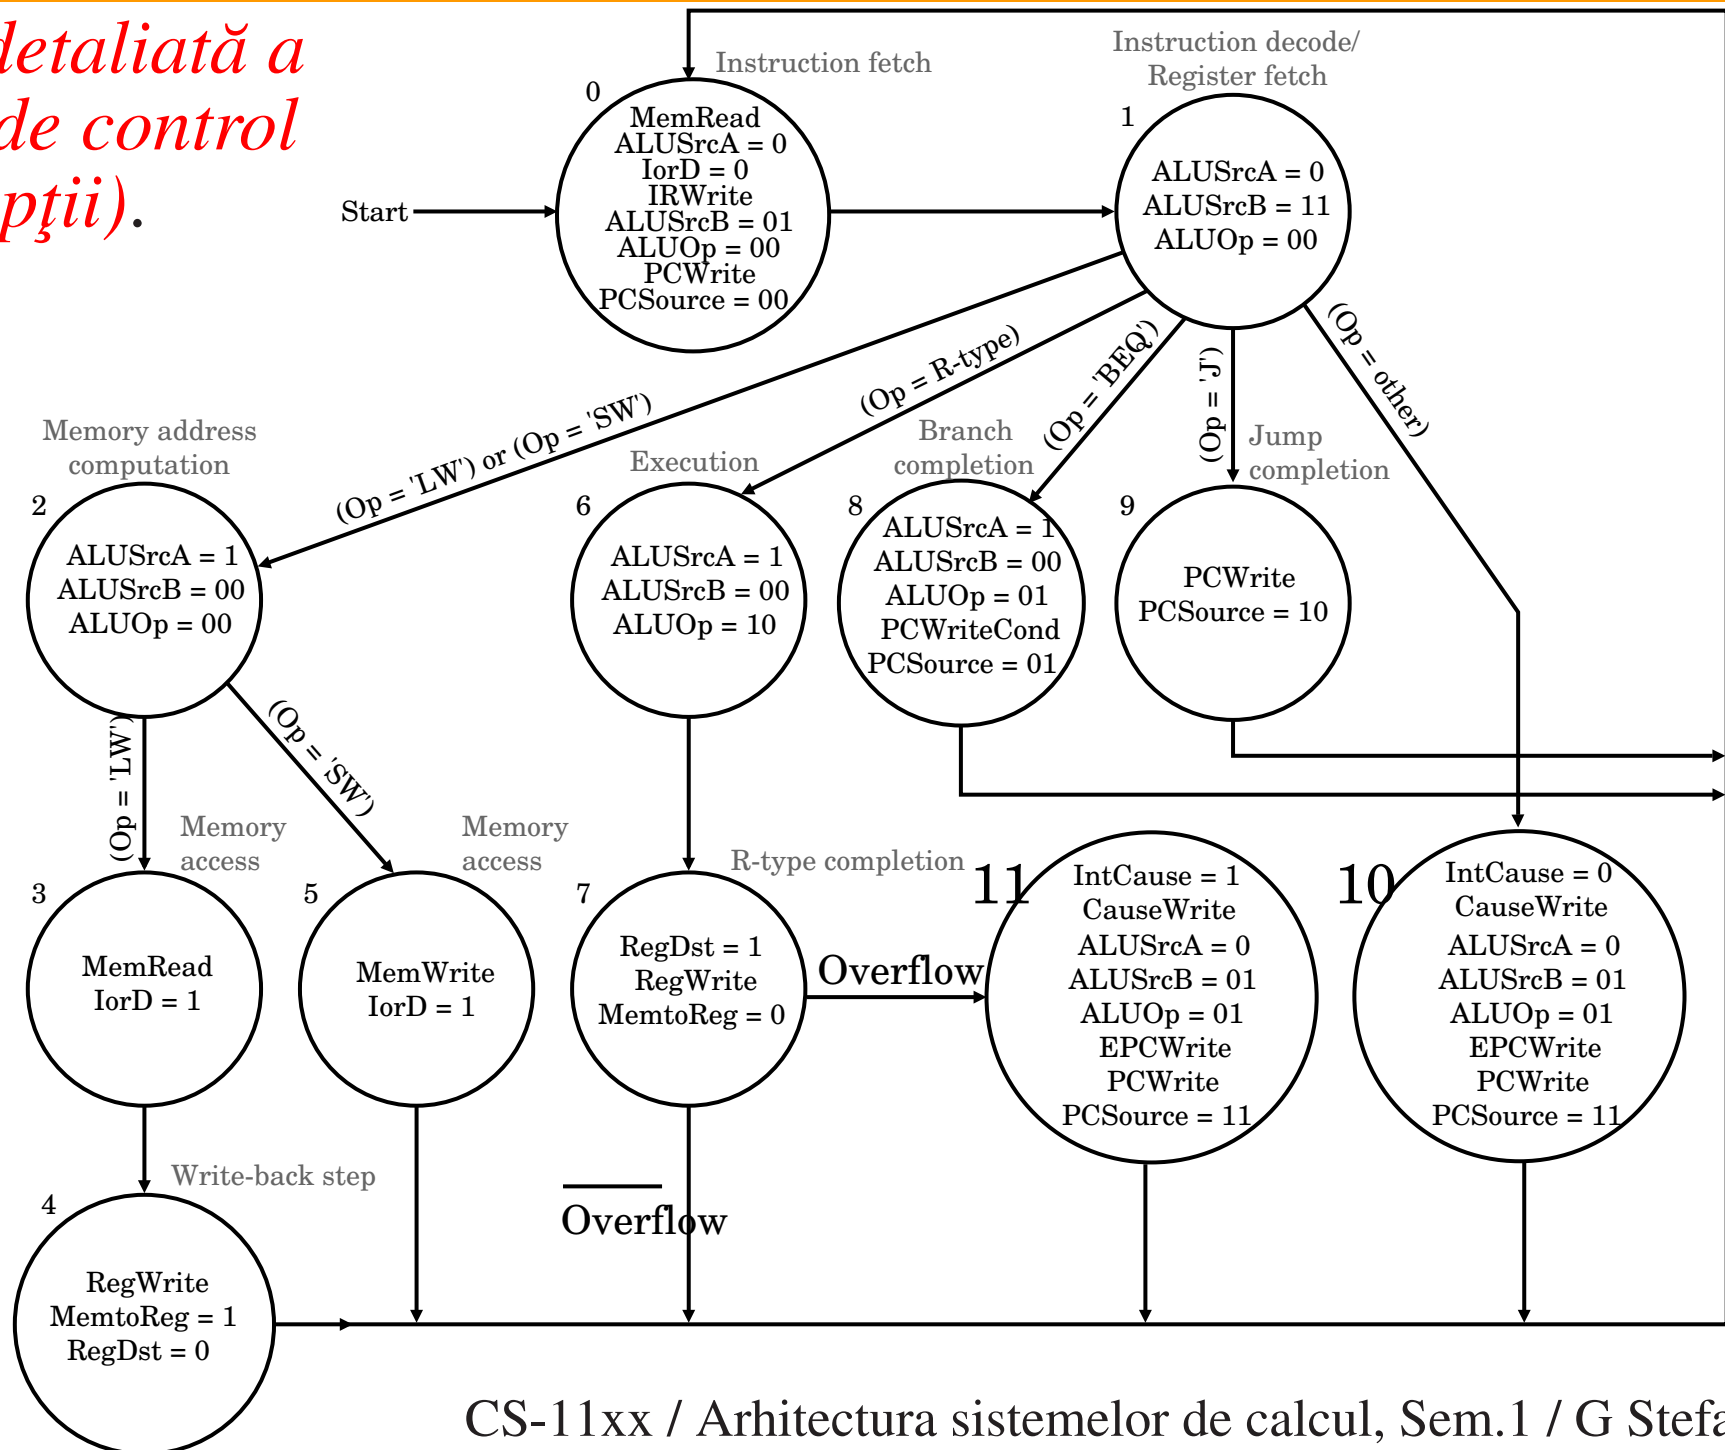 detaliată a
de control
pţii).
Start
Instruction fetch
0
MemRead
ALUSrcA = 0
IorD = 0
IRWrite
ALUSrcB = 01
ALUOp = 00
PCWrite
PCSource = 00
Instruction decode/
Register fetch
1
ALUSrcA = 0
ALUSrcB = 11
ALUOp = 00
(Op = 'LW') or (Op = 'SW')
(Op = R-type)
(Op = 'BEQ')
(Op = 'J')
(Op = other)
Memory address
computation
2
ALUSrcA = 1
ALUSrcB = 00
ALUOp = 00
Execution
6
ALUSrcA = 1
ALUSrcB = 00
ALUOp = 10
Branch
completion
8
ALUSrcA = 1
ALUSrcB = 00
ALUOp = 01
PCWriteCond
PCSource = 01
Jump
completion
9
PCWrite
PCSource = 10
(Op = 'LW')
(Op = 'SW')
Memory
access
3
MemRead
IorD = 1
Memory
access
5
MemWrite
IorD = 1
R-type completion
7
RegDst = 1
RegWrite
MemtoReg = 0
Overflow
11
IntCause = 1
CauseWrite
ALUSrcA = 0
ALUSrcB = 01
ALUOp = 01
EPCWrite
PCWrite
PCSource = 11
10
IntCause = 0
CauseWrite
ALUSrcA = 0
ALUSrcB = 01
ALUOp = 01
EPCWrite
PCWrite
PCSource = 11
Write-back step
4
RegWrite
MemtoReg = 1
RegDst = 0
Overflow
CS-11xx / Arhitectura sistemelor de calcul, Sem.1 / G Stefa